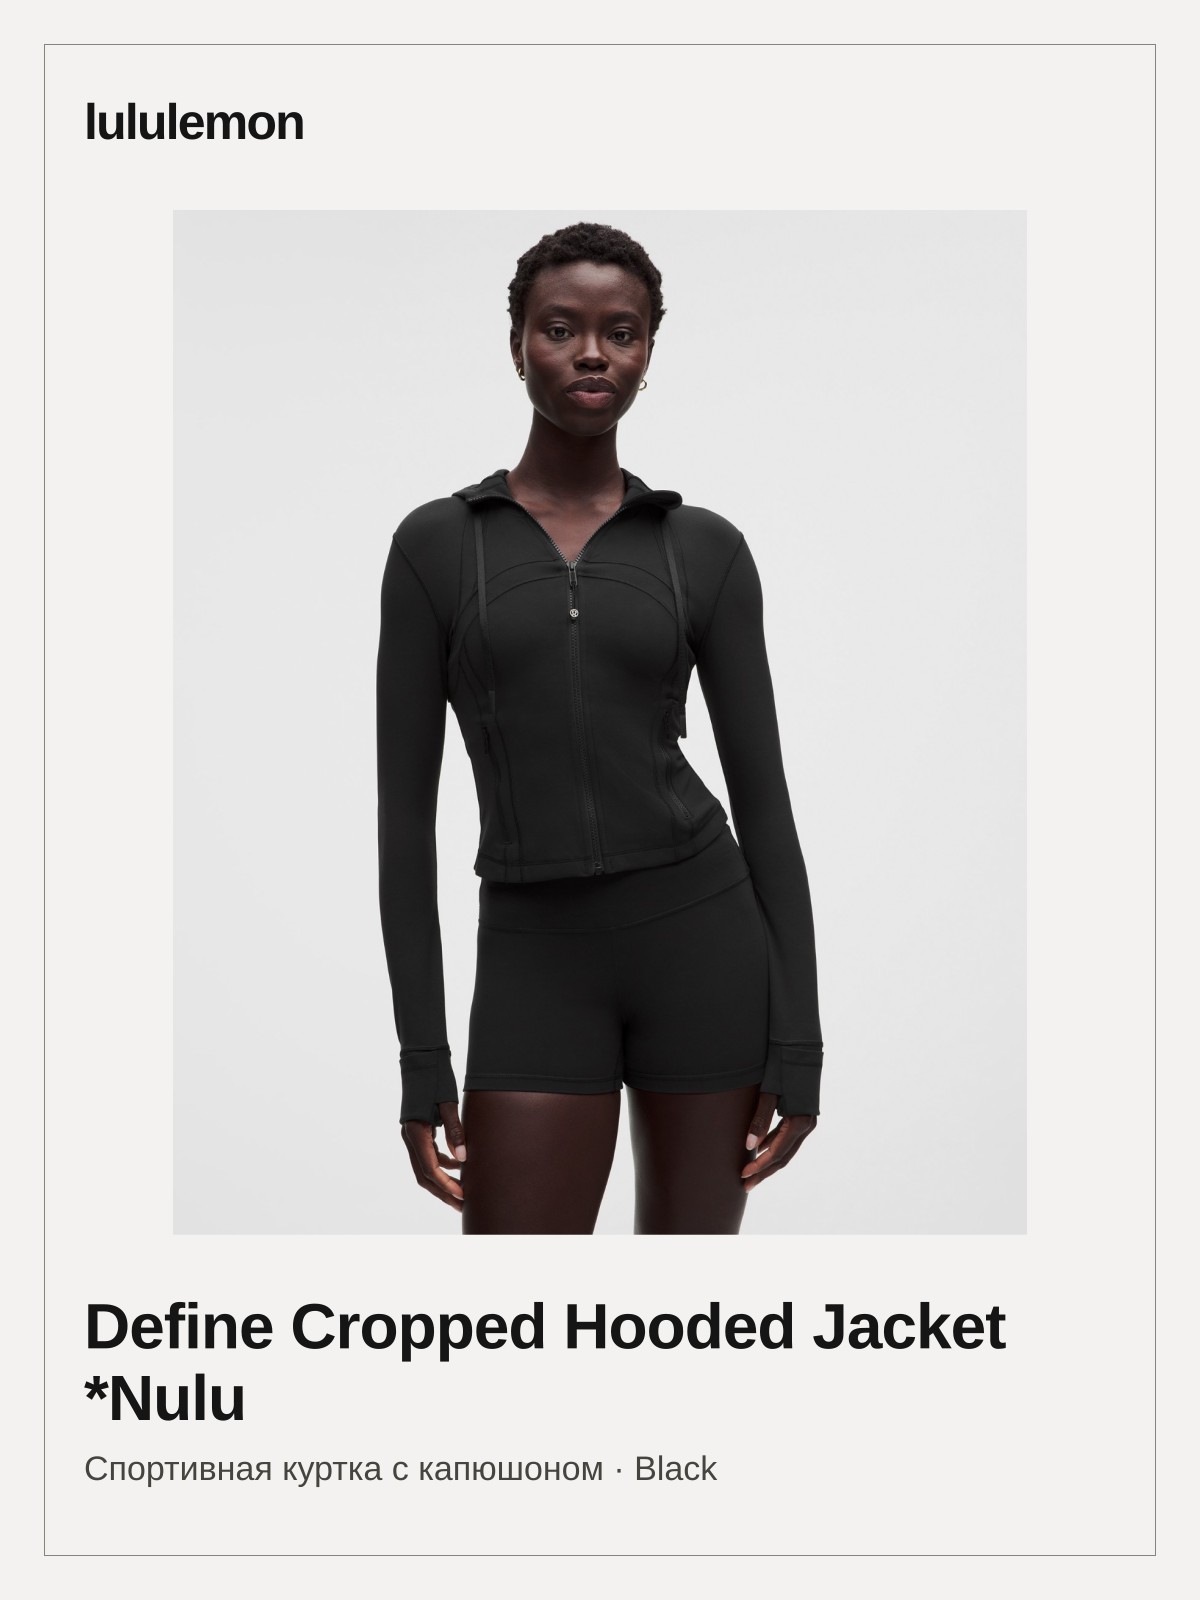 lululemon
Define Cropped Hooded Jacket
*Nulu
Спортивная куртка с капюшоном · Black